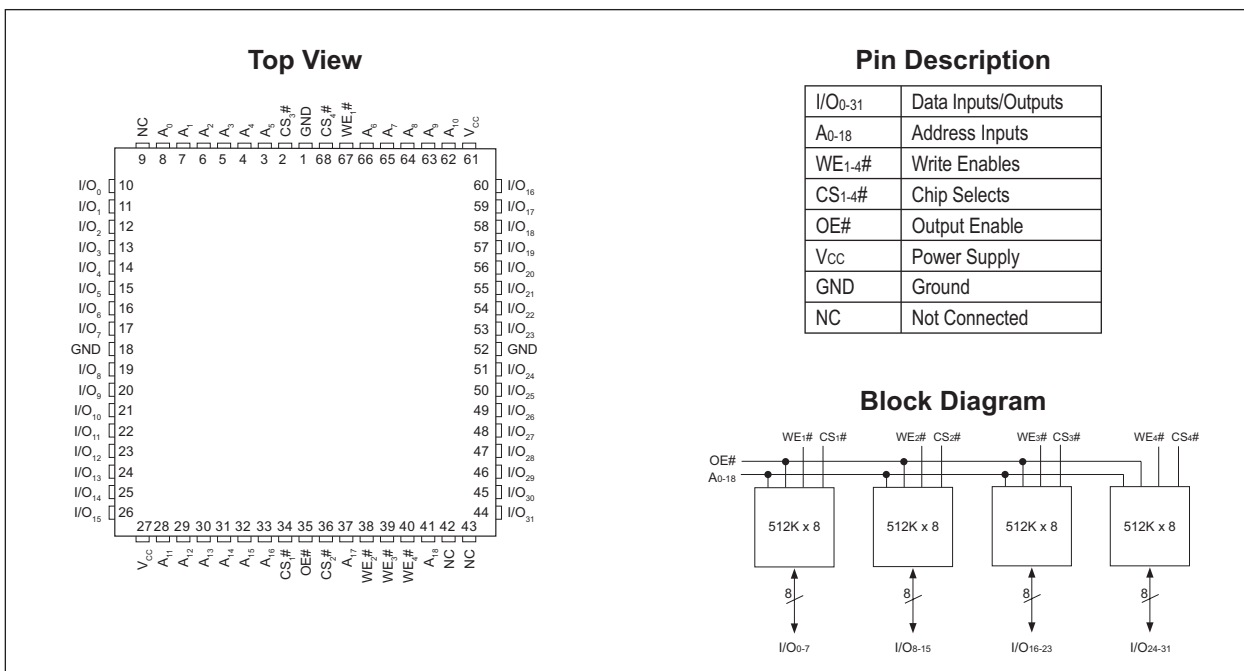 Top View
NC A0 A1 A2 A3 A4 A5 CS3# GND CS4# WE1# A6 A7 A8 A9 A10 VCC
9 8 7 6 5 4 3 2 1 68 67 66 65 64 63 62 61
I/O0 10 60 I/O16
I/O1 11 59 I/O17
I/O2 12 58 I/O18
I/O3 13 57 I/O19
I/O4 14 56 I/O20
I/O5 15 55 I/O21
I/O6 16 54 I/O22
I/O7 17 53 I/O23
GND 18 52 GND
I/O8 19 51 I/O24
I/O9 20 50 I/O25
I/O10 21 49 I/O26
I/O11 22 48 I/O27
I/O12 23 47 I/O28
I/O13 24 46 I/O29
I/O14 25 45 I/O30
I/O15 26 44 I/O31
27 28 29 30 31 32 33 34 35 36 37 38 39 40 41 42 43
VCC A11 A12 A13 A14 A15 A16 CS1# OE# CS2# A17 WE2# WE3# WE4# A18 NC NC
Pin Description
I/O0-31 Data Inputs/Outputs
A0-18 Address Inputs
WE1-4# Write Enables
CS1-4# Chip Selects
OE# Output Enable
VCC Power Supply
GND Ground
NC Not Connected
Block Diagram
WE1# CS1# WE2# CS2# WE3# CS3# WE4# CS4#
OE#
A0-18
512K x 8 512K x 8 512K x 8 512K x 8
8 8 8 8
I/O0-7 I/O8-15 I/O16-23 I/O24-31